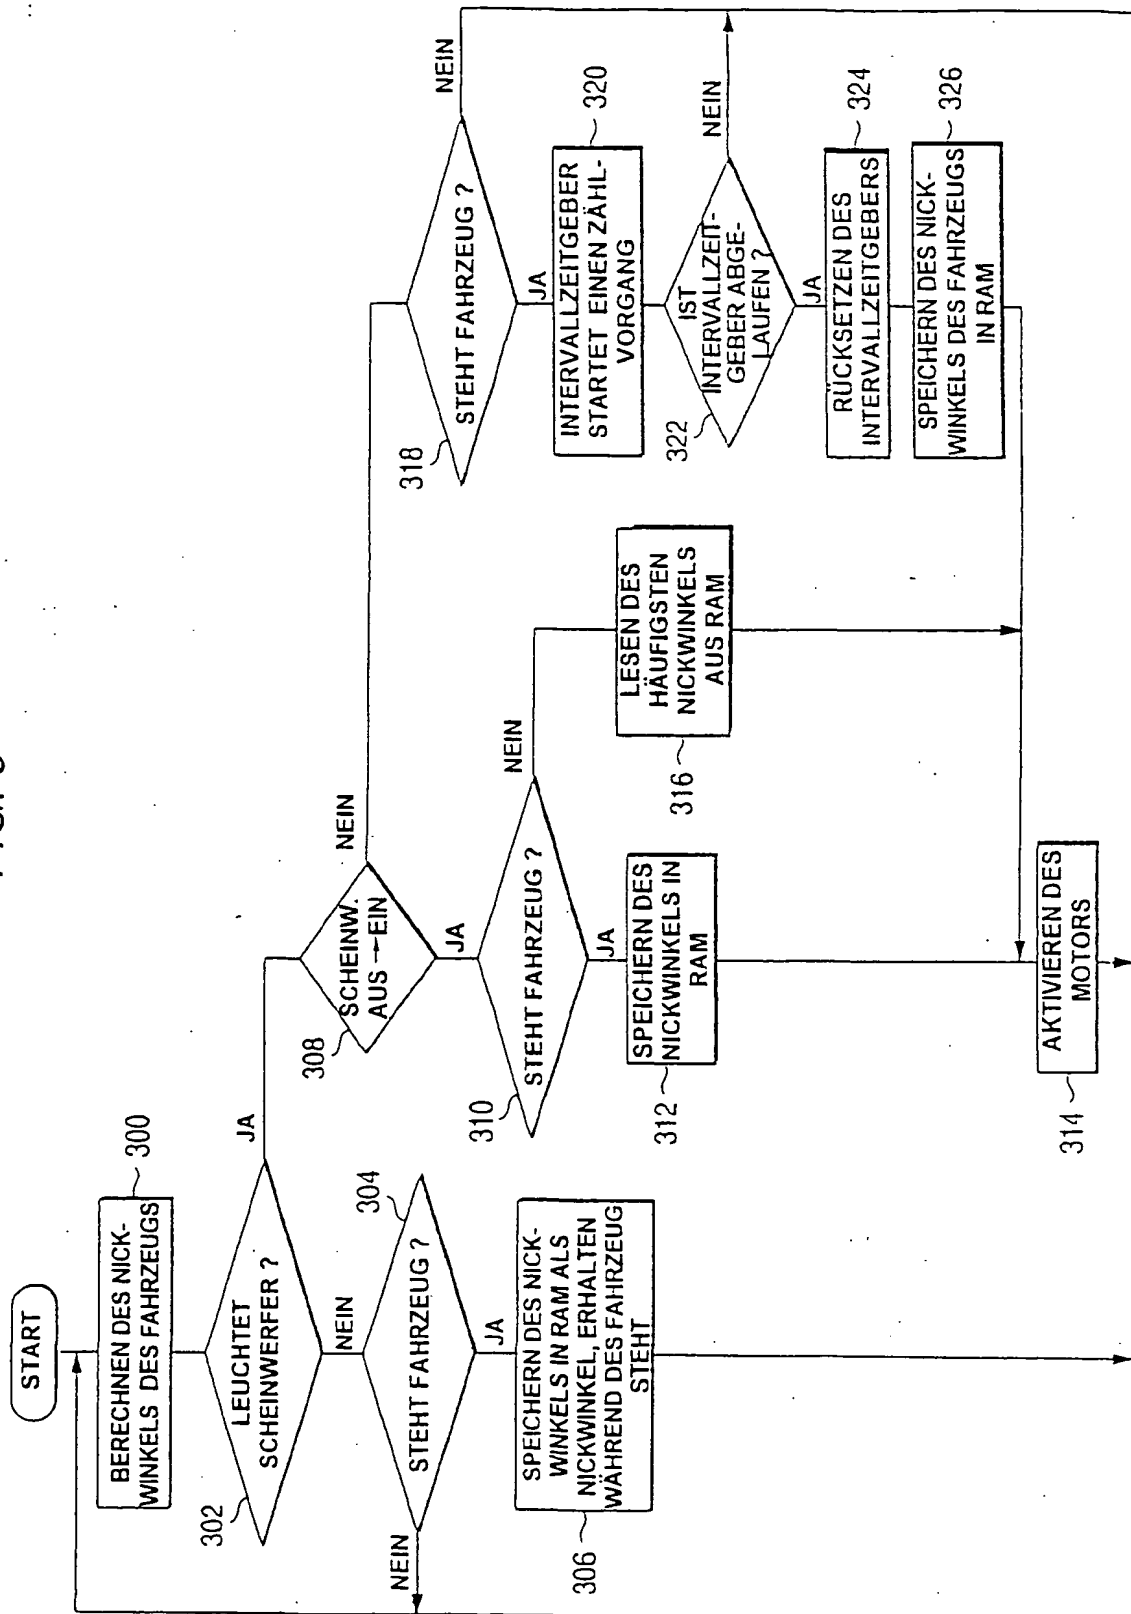 START
BERECHNEN DES NICK-
WINKELS DES FAHRZEUGS
300
LEUCHTET
SCHEINWERFER ?
302
JA
NEIN
STEHT FAHRZEUG ?
304
NEIN
JA
SPEICHERN DES NICK-
WINKELS IN RAM ALS
NICKWINKEL, ERHALTEN
WÄHREND DES FAHRZEUG
STEHT
306
SCHEINW.
AUS → EIN
308
NEIN
JA
STEHT FAHRZEUG ?
310
NEIN
JA
SPEICHERN DES
NICKWINKELS IN
RAM
312
AKTIVIEREN DES
MOTORS
314
LESEN DES
HÄUFIGSTEN
NICKWINKELS
AUS RAM
316
STEHT FAHRZEUG ?
318
NEIN
JA
INTERVALLZEITGEBER
STARTET EINEN ZÄHL-
VORGANG
320
IST
INTERVALLZEIT-
GEBER ABGE-
LAUFEN ?
322
NEIN
JA
RÜCKSETZEN DES
INTERVALLZEITGEBERS
324
SPEICHERN DES NICK-
WINKELS DES FAHRZEUGS
IN RAM
326